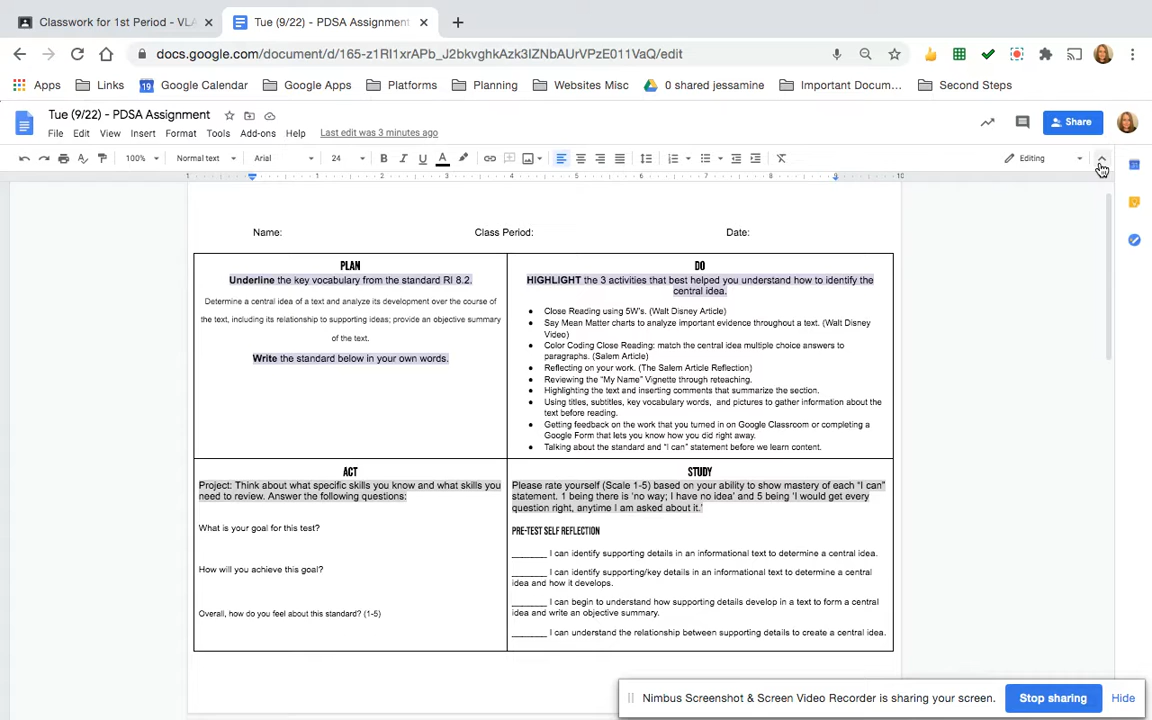 Classwork for 1st Period - VLA
Tue (9/22) - PDSA Assignment
docs.google.com/document/d/165-z1RI1xrAPb_J2bkvghkAzk3IZNbAUrVPzE011VaQ/edit
Apps
Links
Google Calendar
Google Apps
Platforms
Planning
Websites Misc
0 shared jessamine
Important Docum...
Second Steps
Tue (9/22) - PDSA Assignment
Share
File Edit View Insert Format Tools Add-ons Help Last edit was 3 minutes ago
100% Normal text Arial 24 B I U A Editing
1 1 2 3 4 5 6 7 8 9 10
Name: Class Period: Date:
PLAN
Underline the key vocabulary from the standard RI 8.2.
Determine a central idea of a text and analyze its development over the course of
the text, including its relationship to supporting ideas; provide an objective summary
of the text.
Write the standard below in your own words.
DO
HIGHLIGHT the 3 activities that best helped you understand how to identify the
central idea.
● Close Reading using 5W's. (Walt Disney Article)
● Say Mean Matter charts to analyze important evidence throughout a text. (Walt Disney
Video)
● Color Coding Close Reading: match the central idea multiple choice answers to
paragraphs. (Salem Article)
● Reflecting on your work. (The Salem Article Reflection)
● Reviewing the "My Name" Vignette through reteaching.
● Highlighting the text and inserting comments that summarize the section.
● Using titles, subtitles, key vocabulary words, and pictures to gather information about the
text before reading.
● Getting feedback on the work that you turned in on Google Classroom or completing a
Google Form that lets you know how you did right away.
● Talking about the standard and "I can" statement before we learn content.
ACT
Project: Think about what specific skills you know and what skills you
need to review. Answer the following questions:
What is your goal for this test?
How will you achieve this goal?
Overall, how do you feel about this standard? (1-5)
STUDY
Please rate yourself (Scale 1-5) based on your ability to show mastery of each "I can"
statement. 1 being there is 'no way; I have no idea' and 5 being 'I would get every
question right, anytime I am asked about it.'
PRE-TEST SELF REFLECTION
_______ I can identify supporting details in an informational text to determine a central idea.
_______ I can identify supporting/key details in an informational text to determine a central
idea and how it develops.
_______ I can begin to understand how supporting details develop in a text to form a central
idea and write an objective summary.
_______ I can understand the relationship between supporting details to create a central idea.
Nimbus Screenshot & Screen Video Recorder is sharing your screen. Stop sharing Hide